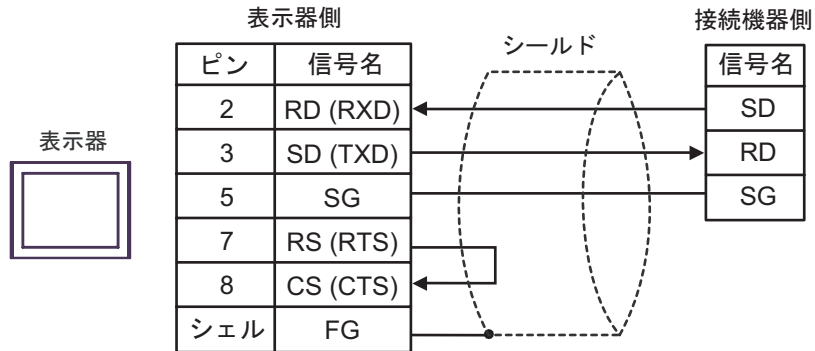 表示器側
接続機器側
シールド
ピン 信号名
信号名
2 RD (RXD)
SD
3 SD (TXD)
RD
5 SG
SG
7 RS (RTS)
8 CS (CTS)
シェル FG
表示器